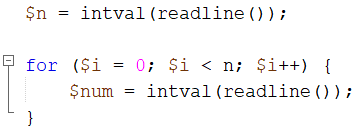 $n = intval(readline());
for ($i = 0; $i < n; $i++) {
    $num = intval(readline());
}